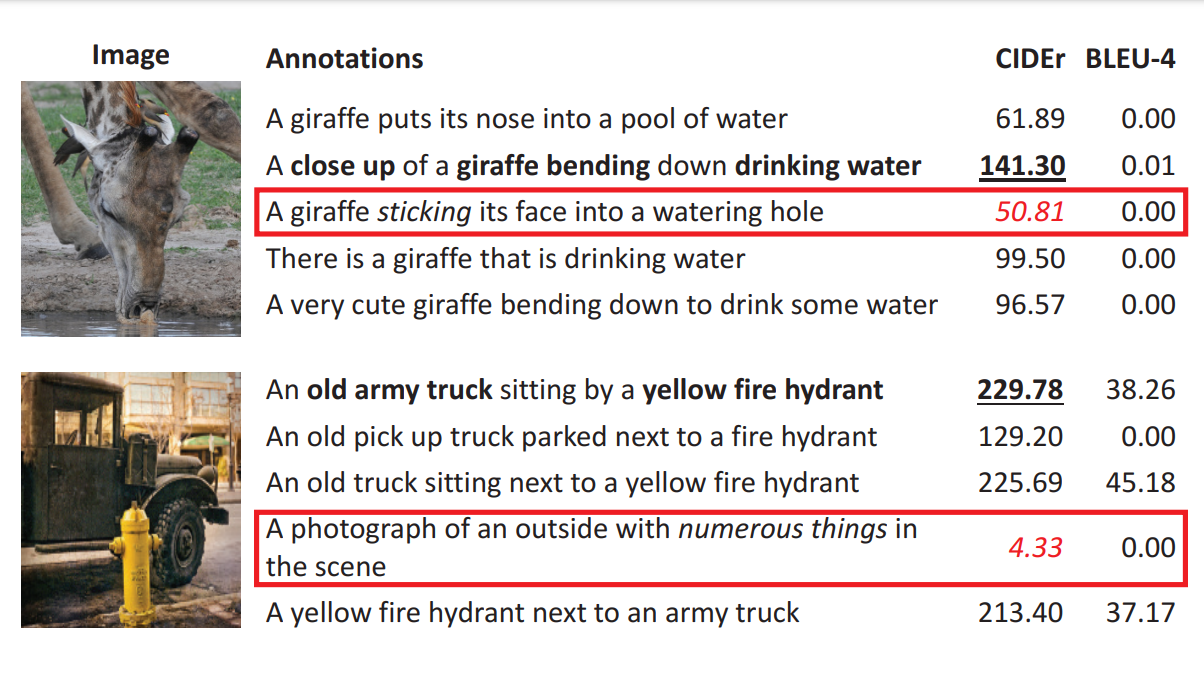 Image Annotations CIDEr BLEU-4
A giraffe puts its nose into a pool of water 61.89 0.00
A close up of a giraffe bending down drinking water 141.30 0.01
A giraffe sticking its face into a watering hole 50.81 0.00
There is a giraffe that is drinking water 99.50 0.00
A very cute giraffe bending down to drink some water 96.57 0.00
An old army truck sitting by a yellow fire hydrant 229.78 38.26
An old pick up truck parked next to a fire hydrant 129.20 0.00
An old truck sitting next to a yellow fire hydrant 225.69 45.18
A photograph of an outside with numerous things in
the scene 4.33 0.00
A yellow fire hydrant next to an army truck 213.40 37.17